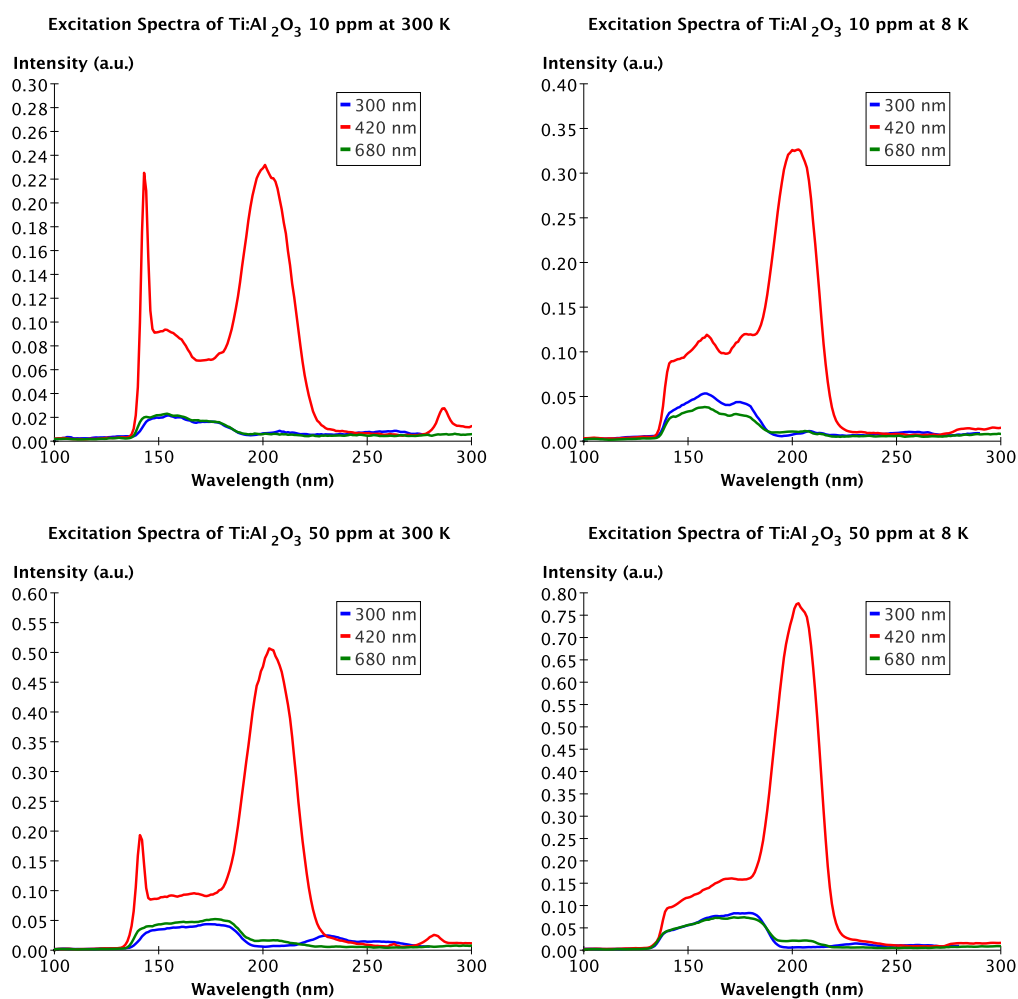 Excitation Spectra of Ti:Al2O3 10 ppm at 300 K
Intensity (a.u.)
0.30
0.28
0.26
0.24
0.22
0.20
0.18
0.16
0.14
0.12
0.10
0.08
0.06
0.04
0.02
0.00
300 nm
420 nm
680 nm
100 150 200 250 300
Wavelength (nm)
Excitation Spectra of Ti:Al2O3 10 ppm at 8 K
Intensity (a.u.)
0.40
0.35
0.30
0.25
0.20
0.15
0.10
0.05
0.00
300 nm
420 nm
680 nm
100 150 200 250 300
Wavelength (nm)
Excitation Spectra of Ti:Al2O3 50 ppm at 300 K
Intensity (a.u.)
0.60
0.55
0.50
0.45
0.40
0.35
0.30
0.25
0.20
0.15
0.10
0.05
0.00
300 nm
420 nm
680 nm
100 150 200 250 300
Wavelength (nm)
Excitation Spectra of Ti:Al2O3 50 ppm at 8 K
Intensity (a.u.)
0.80
0.75
0.70
0.65
0.60
0.55
0.50
0.45
0.40
0.35
0.30
0.25
0.20
0.15
0.10
0.05
0.00
300 nm
420 nm
680 nm
100 150 200 250 300
Wavelength (nm)